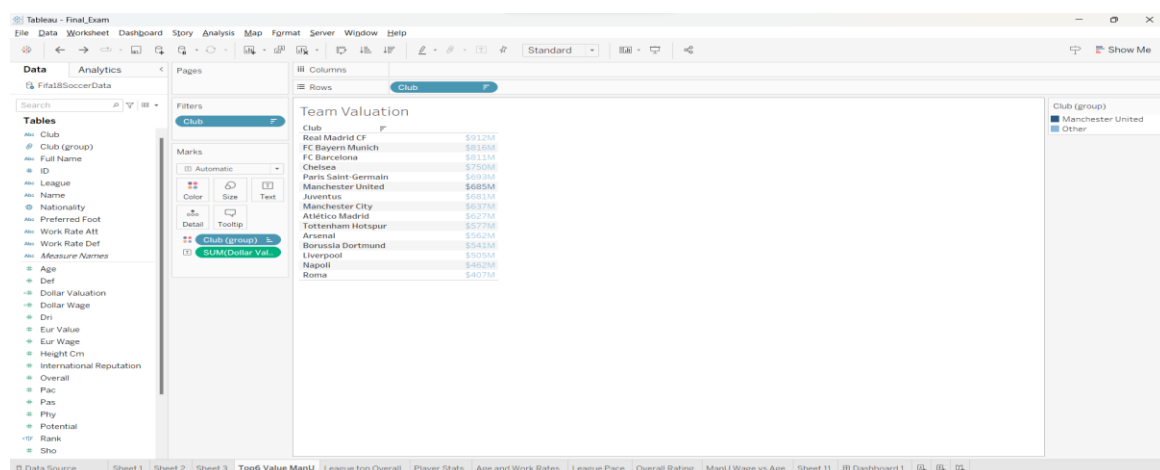 Tableau - Final_Exam
File Data Worksheet Dashboard Story Analysis Map Format Server Window Help
Standard
Show Me
Data Analytics
Fifa18SoccerData
Search
Tables
Abc Club
Club (group)
Abc Full Name
# ID
Abc League
Abc Name
Nationality
Abc Preferred Foot
Abc Work Rate Att
Abc Work Rate Def
Abc Measure Names
# Age
# Def
=# Dollar Valuation
=# Dollar Wage
# Dri
# Eur Value
# Eur Wage
# Height Cm
# International Reputation
# Overall
# Pac
# Pas
# Phy
# Potential
Rank
# Sho
Pages
Filters
Club
Marks
Automatic
Color Size Text
Detail Tooltip
Club (group)
SUM(Dollar Val..
Columns
Rows Club
Team Valuation
Club
Real Madrid CF $912M
FC Bayern Munich $816M
FC Barcelona $811M
Chelsea $750M
Paris Saint-Germain $693M
Manchester United $685M
Juventus $681M
Manchester City $637M
Atlético Madrid $627M
Tottenham Hotspur $577M
Arsenal $562M
Borussia Dortmund $541M
Liverpool $505M
Napoli $462M
Roma $407M
Club (group)
Manchester United
Other
Data Source Sheet 1 Sheet 2 Sheet 3 Top6 Value ManU League top Overall Player Stats Age and Work Rates League Pace Overall Rating ManU Wage vs Age Sheet 11 Dashboard 1